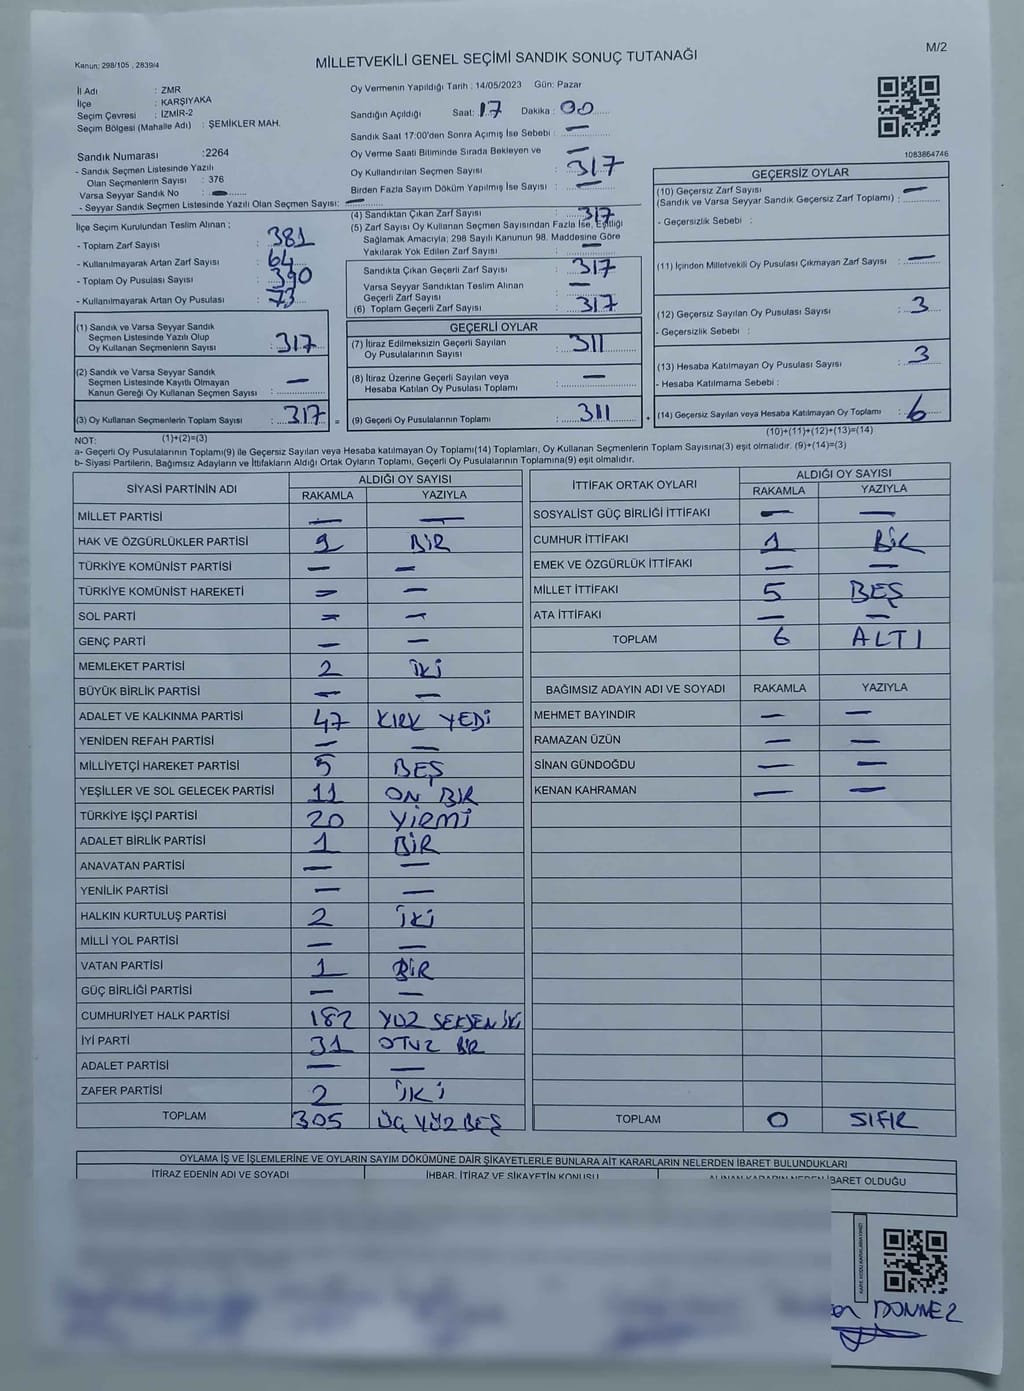 M/2
Kanun: 298/105 , 2839/4
MİLLETVEKİLİ GENEL SEÇİMİ SANDIK SONUÇ TUTANAĞI
İl Adı : ZMR
İlçe : KARŞIYAKA
Seçim Çevresi : İZMİR-2
Seçim Bölgesi (Mahalle Adı) : ŞEMİKLER MAH.
Sandık Numarası :2264
- Sandık Seçmen Listesinde Yazılı
Olan Seçmenlerin Sayısı : 376
Varsa Seyyar Sandık No : —
- Seyyar Sandık Seçmen Listesinde Yazılı Olan Seçmen Sayısı: —
Oy Vermenin Yapıldığı Tarih : 14/05/2023 Gün: Pazar
Sandığın Açıldığı Saat: 17 Dakika : 00
Sandık Saat 17:00'den Sonra Açımış İse Sebebi : —
Oy Verme Saati Bitiminde Sırada Bekleyen ve —
Oy Kullandırılan Seçmen Sayısı : 317
Birden Fazla Sayım Döküm Yapılmış İse Sayısı : —
1083864746
İlçe Seçim Kurulundan Teslim Alınan ;
- Toplam Zarf Sayısı : 381
- Kullanılmayarak Artan Zarf Sayısı : 64
- Toplam Oy Pusulası Sayısı : 390
- Kullanılmayarak Artan Oy Pusulası : 73
(4) Sandıktan Çıkan Zarf Sayısı : 317
(5) Zarf Sayısı Oy Kullanan Seçmen Sayısından Fazla İse, Eşitliği
Sağlamak Amacıyla; 298 Sayılı Kanunun 98. Maddesine Göre
Yakılarak Yok Edilen Zarf Sayısı : —
Sandıkta Çıkan Geçerli Zarf Sayısı : 317
Varsa Seyyar Sandıktan Teslim Alınan
Geçerli Zarf Sayısı : —
(6) Toplam Geçerli Zarf Sayısı : 317
GEÇERSİZ OYLAR
(10) Geçersiz Zarf Sayısı
(Sandık ve Varsa Seyyar Sandık Geçersiz Zarf Toplamı) : —
- Geçersizlik Sebebi :
(11) İçinden Milletvekili Oy Pusulası Çıkmayan Zarf Sayısı : —
(12) Geçersiz Sayılan Oy Pusulası Sayısı : 3
- Geçersizlik Sebebi :
(13) Hesaba Katılmayan Oy Pusulası Sayısı : 3
- Hesaba Katılmama Sebebi :
(14) Geçersiz Sayılan veya Hesaba Katılmayan Oy Toplamı : 6
(10)+(11)+(12)+(13)=(14)
(1) Sandık ve Varsa Seyyar Sandık
Seçmen Listesinde Yazılı Olup
Oy Kullanan Seçmenlerin Sayısı : 317
(2) Sandık ve Varsa Seyyar Sandık
Seçmen Listesinde Kayıtlı Olmayan
Kanun Gereği Oy Kullanan Seçmen Sayısı : —
(3) Oy Kullanan Seçmenlerin Toplam Sayısı : 317 =
GEÇERLİ OYLAR
(7) İtiraz Edilmeksizin Geçerli Sayılan
Oy Pusulalarının Sayısı : 311
(8) İtiraz Üzerine Geçerli Sayılan veya
Hesaba Katılan Oy Pusulası Toplamı : —
(9) Geçerli Oy Pusulalarının Toplamı : 311 +
NOT: (1)+(2)=(3)
a- Geçerli Oy Pusulalarının Toplamı(9) ile Geçersiz Sayılan veya Hesaba katılmayan Oy Toplamı(14) Toplamları, Oy Kullanan Seçmenlerin Toplam Sayısına(3) eşit olmalıdır. (9)+(14)=(3)
b- Siyasi Partilerin, Bağımsız Adayların ve İttifakların Aldığı Ortak Oyların Toplamı, Geçerli Oy Pusulalarının Toplamına(9) eşit olmalıdır.
SİYASİ PARTİNİN ADI ALDIĞI OY SAYISI
RAKAMLA YAZIYLA
MİLLET PARTİSİ — —
HAK VE ÖZGÜRLÜKLER PARTİSİ 1 BİR
TÜRKİYE KOMÜNİST PARTİSİ — —
TÜRKİYE KOMÜNİST HAREKETİ — —
SOL PARTİ — —
GENÇ PARTİ — —
MEMLEKET PARTİSİ 2 İKİ
BÜYÜK BİRLİK PARTİSİ — —
ADALET VE KALKINMA PARTİSİ 47 KIRK YEDİ
YENİDEN REFAH PARTİSİ — —
MİLLİYETÇİ HAREKET PARTİSİ 5 BEŞ
YEŞİLLER VE SOL GELECEK PARTİSİ 11 ON BİR
TÜRKİYE İŞÇİ PARTİSİ 20 YİRMİ
ADALET BİRLİK PARTİSİ 1 BİR
ANAVATAN PARTİSİ — —
YENİLİK PARTİSİ — —
HALKIN KURTULUŞ PARTİSİ 2 İKİ
MİLLİ YOL PARTİSİ — —
VATAN PARTİSİ 1 BİR
GÜÇ BİRLİĞİ PARTİSİ — —
CUMHURİYET HALK PARTİSİ 182 YÜZ SEKSEN İKİ
İYİ PARTİ 31 OTUZ BİR
ADALET PARTİSİ — —
ZAFER PARTİSİ 2 İKİ
TOPLAM 305 ÜÇ YÜZ BEŞ
İTTİFAK ORTAK OYLARI ALDIĞI OY SAYISI
RAKAMLA YAZIYLA
SOSYALİST GÜÇ BİRLİĞİ İTTİFAKI — —
CUMHUR İTTİFAKI 1 BİR
EMEK VE ÖZGÜRLÜK İTTİFAKI — —
MİLLET İTTİFAKI 5 BEŞ
ATA İTTİFAKI — —
TOPLAM 6 ALTI
BAĞIMSIZ ADAYIN ADI VE SOYADI RAKAMLA YAZIYLA
MEHMET BAYINDIR — —
RAMAZAN ÜZÜN — —
SİNAN GÜNDOĞDU — —
KENAN KAHRAMAN — —
TOPLAM 0 SIFIR
OYLAMA İŞ VE İŞLEMLERİNE VE OYLARIN SAYIM DÖKÜMÜNE DAİR ŞİKAYETLERLE BUNLARA AİT KARARLARIN NELERDEN İBARET BULUNDUKLARI
İTİRAZ EDENİN ADI VE SOYADI İHBAR, İTİRAZ VE ŞİKAYETİN KONUSU ALINAN KARARIN NEDEN İBARET OLDUĞU
DÖNMEZ